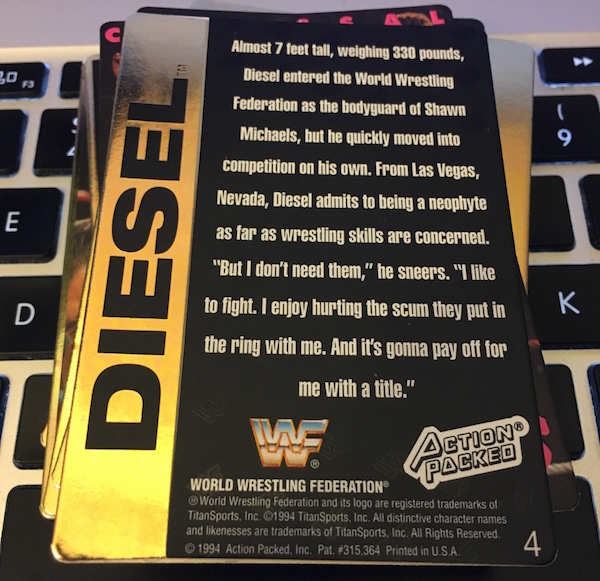 C S S A L
DIESEL™
Almost 7 feet tall, weighing 330 pounds,
Diesel entered the World Wrestling
Federation as the bodyguard of Shawn
Michaels, but he quickly moved into
competition on his own. From Las Vegas,
Nevada, Diesel admits to being a neophyte
as far as wrestling skills are concerned.
"But I don't need them," he sneers. "I like
to fight. I enjoy hurting the scum they put in
the ring with me. And it's gonna pay off for
me with a title."
WWF®
ACTION®
PACKED
WORLD WRESTLING FEDERATION®
®World Wrestling Federation and its logo are registered trademarks of
TitanSports, Inc. ©1994 TitanSports, Inc. All distinctive character names
and likenesses are trademarks of TitanSports, Inc. All Rights Reserved.
© 1994 Action Packed, Inc. Pat. #315,364 Printed in U.S.A.
4
F3
E
D
(
9
K